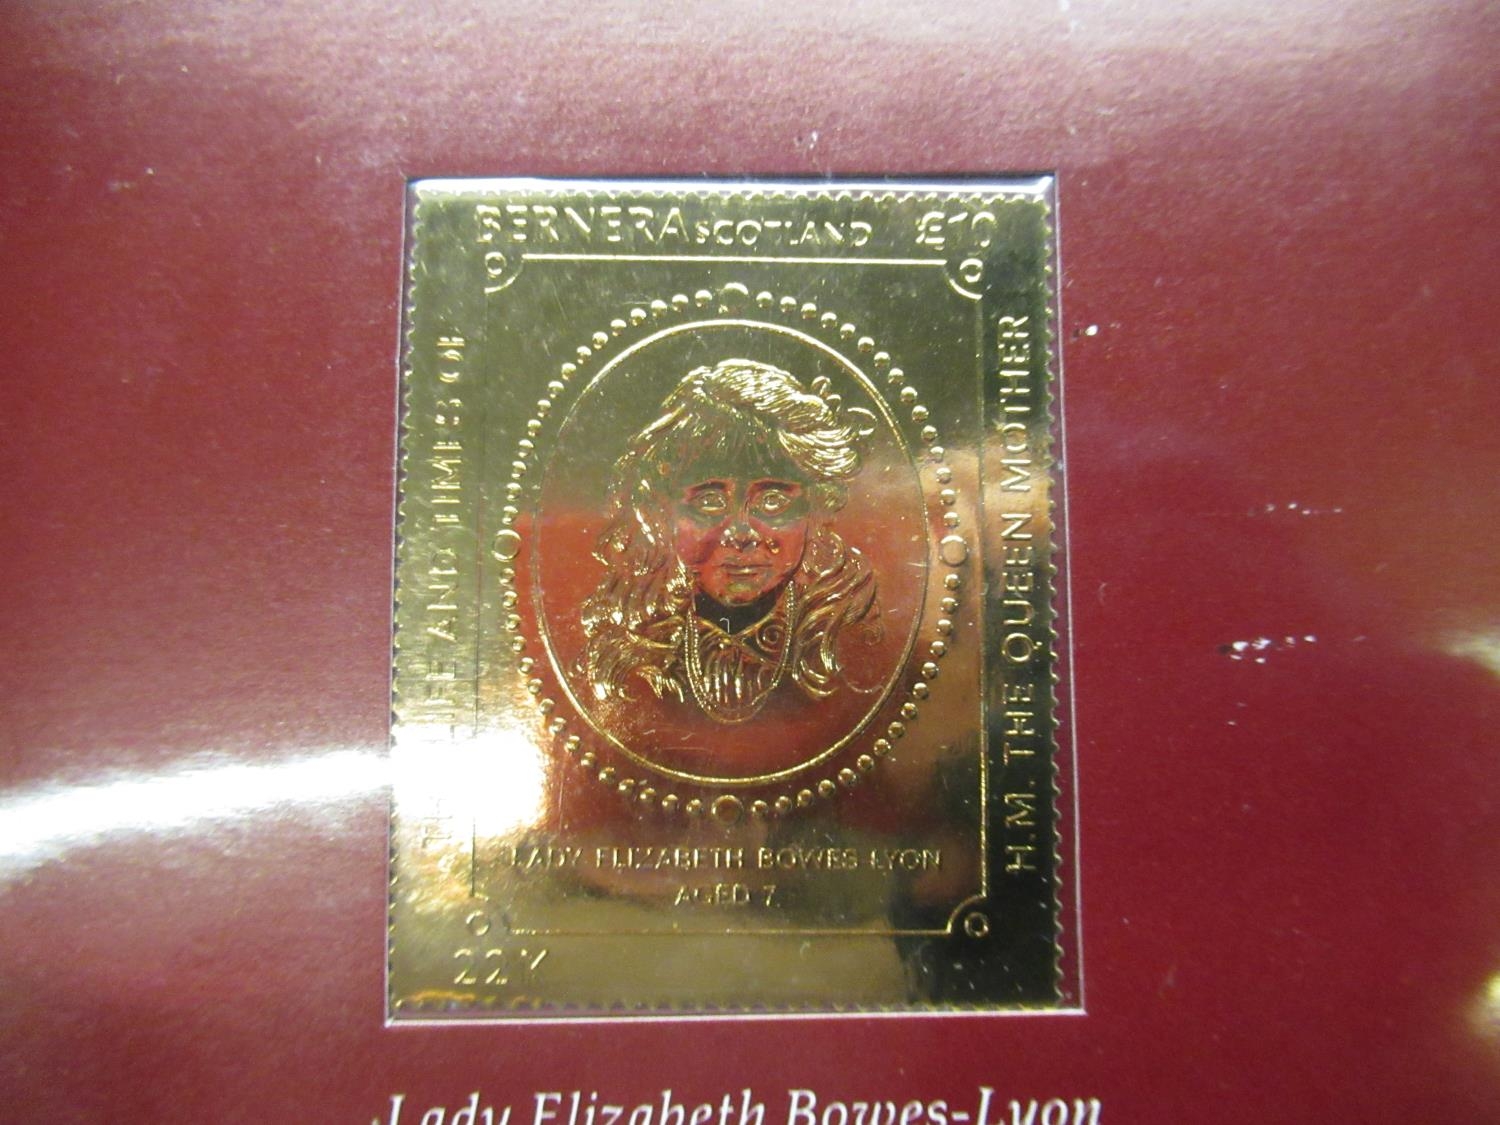 BERNERA SCOTLAND £10
THE LIFE AND TIMES OF
H.M. THE QUEEN MOTHER
LADY ELIZABETH BOWES-LYON
AGED 7
22K
Lady Elizabeth Bowes-Lyon